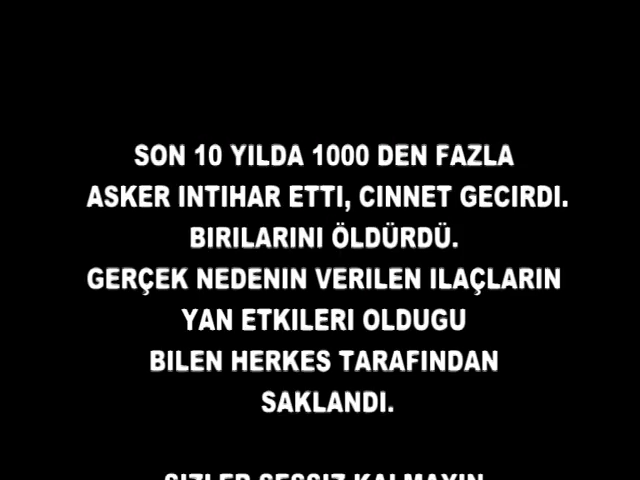 SON 10 YILDA 1000 DEN FAZLA
ASKER INTIHAR ETTI, CINNET GECIRDI.
BIRILARINI ÖLDÜRDÜ.
GERÇEK NEDENIN VERILEN ILAÇLARIN
YAN ETKILERI OLDUGU
BILEN HERKES TARAFINDAN
SAKLANDI.
SIZLER SESSIZ KALMAYIN